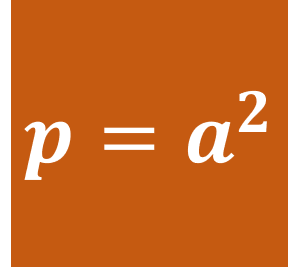 p = a²